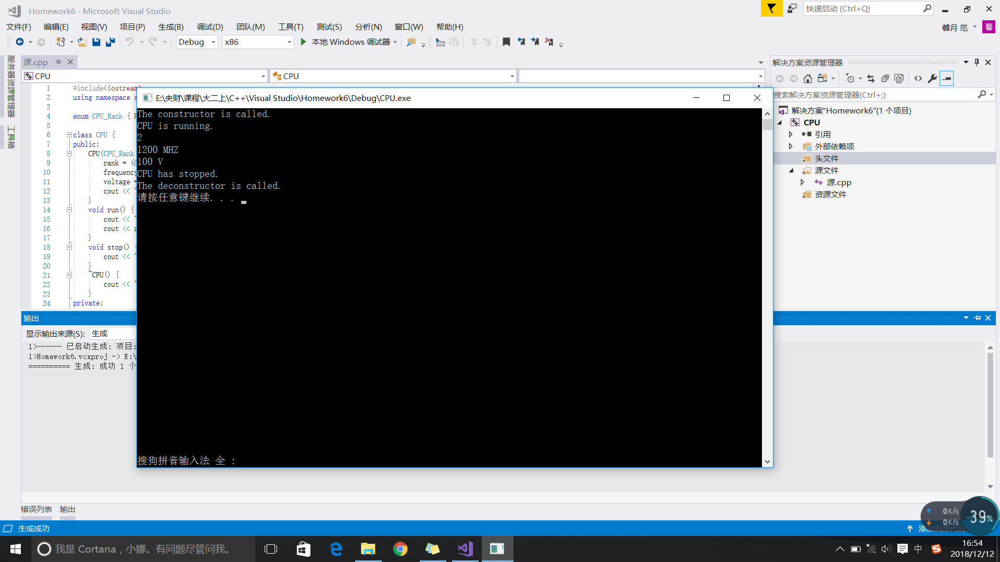 Homework6 - Microsoft Visual Studio
快速启动 (Ctrl+Q)
文件(F) 编辑(E) 视图(V) 项目(P) 生成(B) 调试(D) 团队(M) 工具(T) 测试(S) 分析(N) 窗口(W) 帮助(H)
馨月 范 馨
Debug x86 本地 Windows 调试器
服务器资源管理器
工具箱
源.cpp
CPU CPU
1 #include<iostream>
2 using namespace s
3
4 enum CPU_Rank {
5
6 class CPU {
7 public:
8 CPU(CPU_Rank
9 rank = (
10 frequency
11 voltage =
12 cout <<
13 }
14 void run() {
15 cout <<
16 cout << r
17 }
18 void stop() {
19 cout <<
20 }
21 ~CPU() {
22 cout <<
23 }
24 private:
E:\央财\课程\大二上\C++\Visual Studio\Homework6\Debug\CPU.exe
The constructor is called.
CPU is running.
2
1200 MHZ
100 V
CPU has stopped.
The deconstructor is called.
请按任意键继续. . .
搜狗拼音输入法 全 :
解决方案资源管理器
搜索解决方案资源管理器(Ctrl+;)
解决方案"Homework6"(1 个项目)
CPU
引用
外部依赖项
头文件
源文件
源.cpp
资源文件
输出
显示输出来源(S): 生成
1>------ 已启动生成: 项目:
1>Homework6.vcxproj -> E:\
========== 生成: 成功 1 个
错误列表 输出
0K/s
0K/s
39%
生成成功
添加到源代码
我是 Cortana，小娜。有问题尽管问我。
中
16:54
2018/12/12